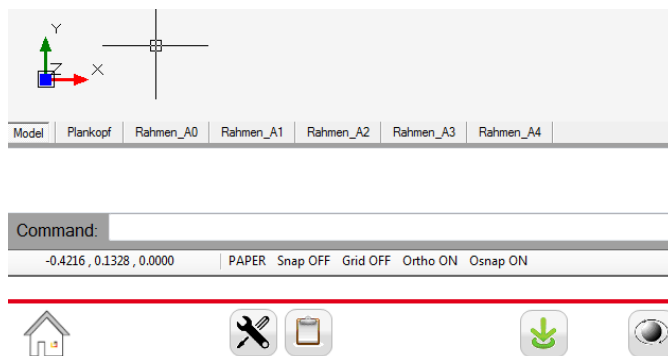 Y
Z X
Model Plankopf Rahmen_A0 Rahmen_A1 Rahmen_A2 Rahmen_A3 Rahmen_A4
Command:
-0.4216 , 0.1328 , 0.0000 PAPER Snap OFF Grid OFF Ortho ON Osnap ON